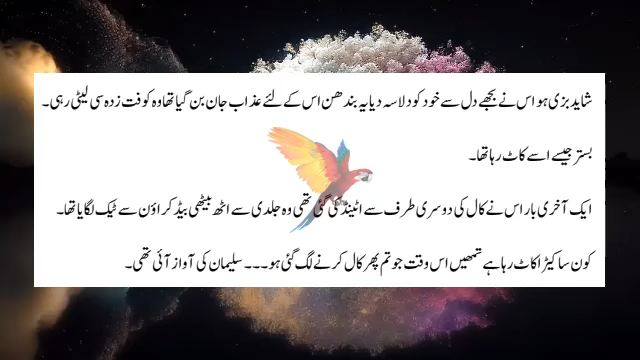 شاید بزی ہو اس نے بجھے دل سے خود کو دلاسہ دیا یہ بندھن اس کے لئے عذاب جان بن گیا تھا وہ کوفت زدہ سی لیٹی رہی۔
بستر جیسے اسے کاٹ رہا تھا۔
ایک آخری بار اس نے کال کی دوسری طرف سے اٹینڈ کی گئی تھی وہ جلدی سے اٹھ بیٹھی بیڈ کراؤن سے ٹیک لگایا تھا۔
کون سا کیڑا کاٹ رہا ہے تمھیں اس وقت جو تم پھر کال کرنے لگ گئی ہو۔۔۔ سلیمان کی آواز آئی تھی۔